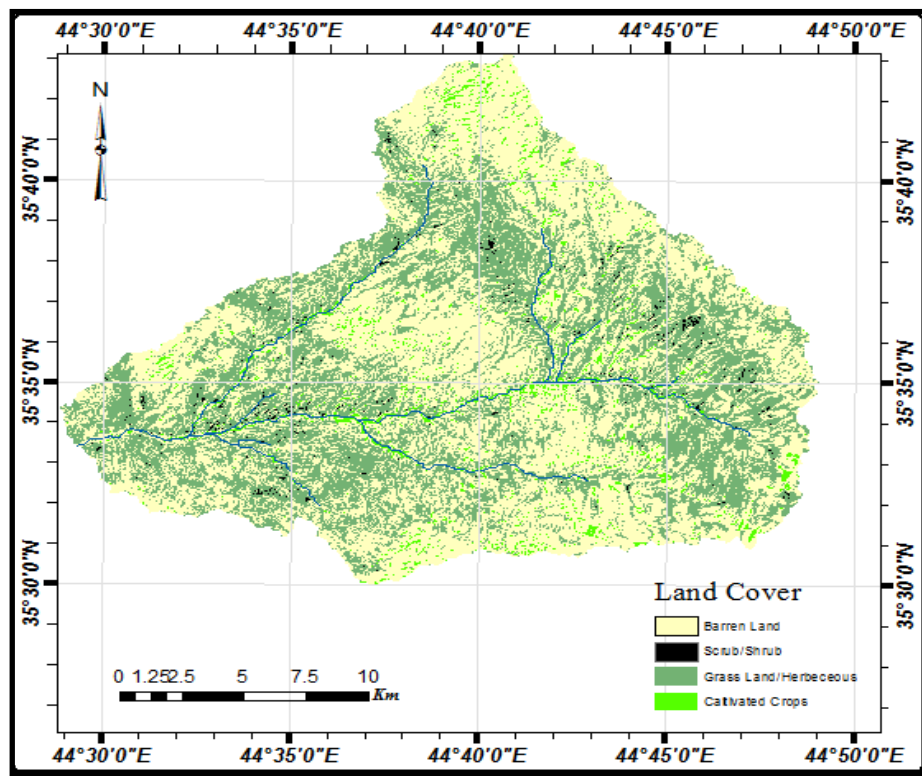 44°30'0"E 44°35'0"E 44°40'0"E 44°45'0"E 44°50'0"E
N
35°40'0"N 35°40'0"N
35°35'0"N 35°35'0"N
35°30'0"N 35°30'0"N
Land Cover
Barren Land
Scrub/Shrub
Grass Land/Herbeceous
Caltivated Crops
0 1.25 2.5 5 7.5 10
Km
44°30'0"E 44°35'0"E 44°40'0"E 44°45'0"E 44°50'0"E